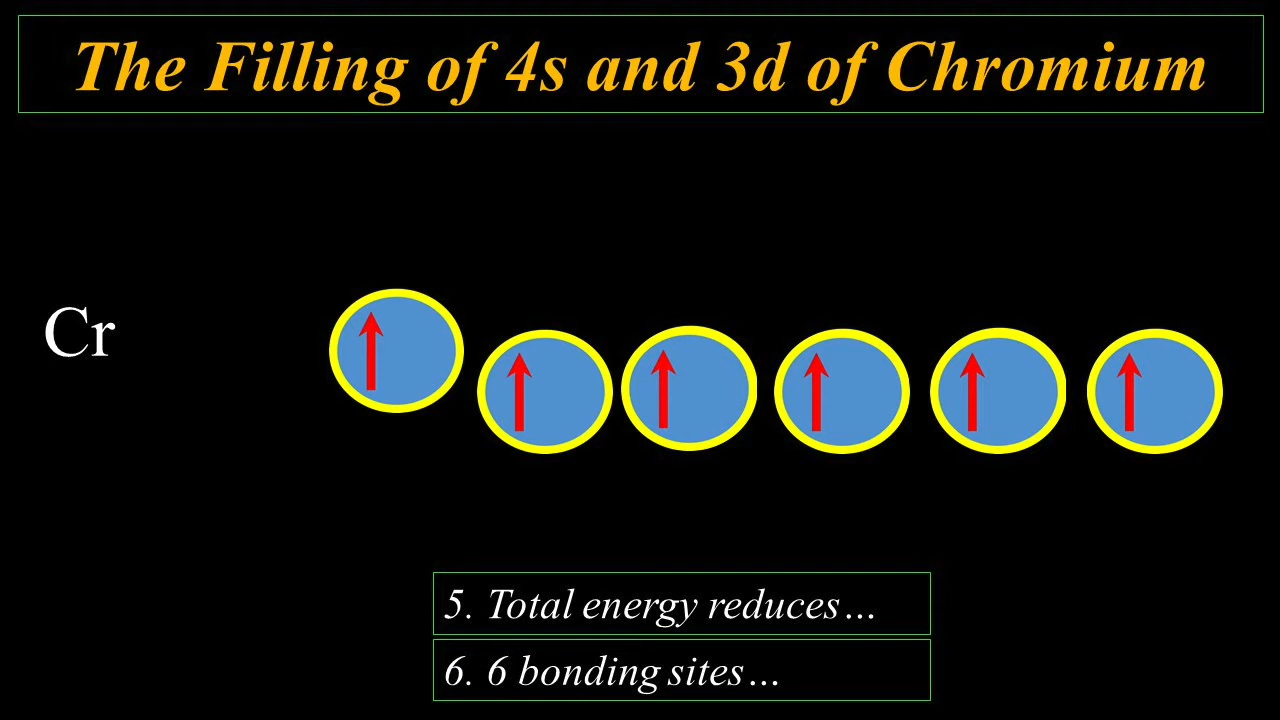 The Filling of 4s and 3d of Chromium
Cr
5. Total energy reduces…
6. 6 bonding sites…